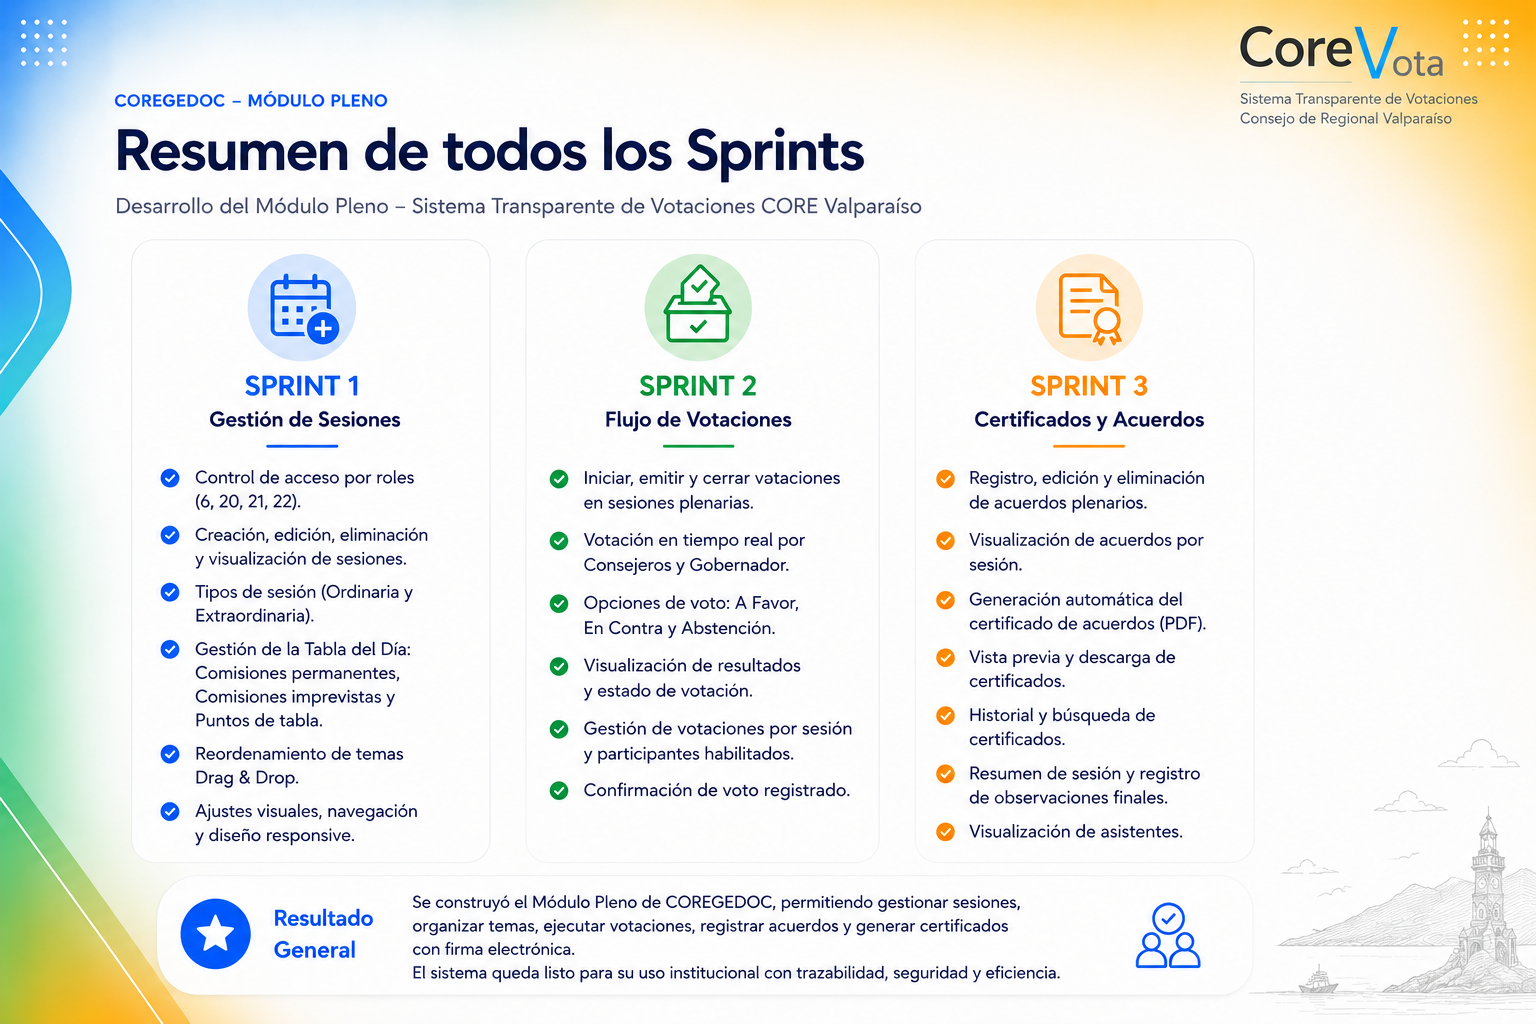 CoreVota
Sistema Transparente de Votaciones
Consejo de Regional Valparaíso
COREGEDOC – MÓDULO PLENO
Resumen de todos los Sprints
Desarrollo del Módulo Pleno – Sistema Transparente de Votaciones CORE Valparaíso
SPRINT 1
Gestión de Sesiones
Control de acceso por roles
(6, 20, 21, 22).
Creación, edición, eliminación
y visualización de sesiones.
Tipos de sesión (Ordinaria y
Extraordinaria).
Gestión de la Tabla del Día:
Comisiones permanentes,
Comisiones imprevistas y
Puntos de tabla.
Reordenamiento de temas
Drag & Drop.
Ajustes visuales, navegación
y diseño responsive.
SPRINT 2
Flujo de Votaciones
Iniciar, emitir y cerrar votaciones
en sesiones plenarias.
Votación en tiempo real por
Consejeros y Gobernador.
Opciones de voto: A Favor,
En Contra y Abstención.
Visualización de resultados
y estado de votación.
Gestión de votaciones por sesión
y participantes habilitados.
Confirmación de voto registrado.
SPRINT 3
Certificados y Acuerdos
Registro, edición y eliminación
de acuerdos plenarios.
Visualización de acuerdos por
sesión.
Generación automática del
certificado de acuerdos (PDF).
Vista previa y descarga de
certificados.
Historial y búsqueda de
certificados.
Resumen de sesión y registro
de observaciones finales.
Visualización de asistentes.
Resultado
General
Se construyó el Módulo Pleno de COREGEDOC, permitiendo gestionar sesiones,
organizar temas, ejecutar votaciones, registrar acuerdos y generar certificados
con firma electrónica.
El sistema queda listo para su uso institucional con trazabilidad, seguridad y eficiencia.